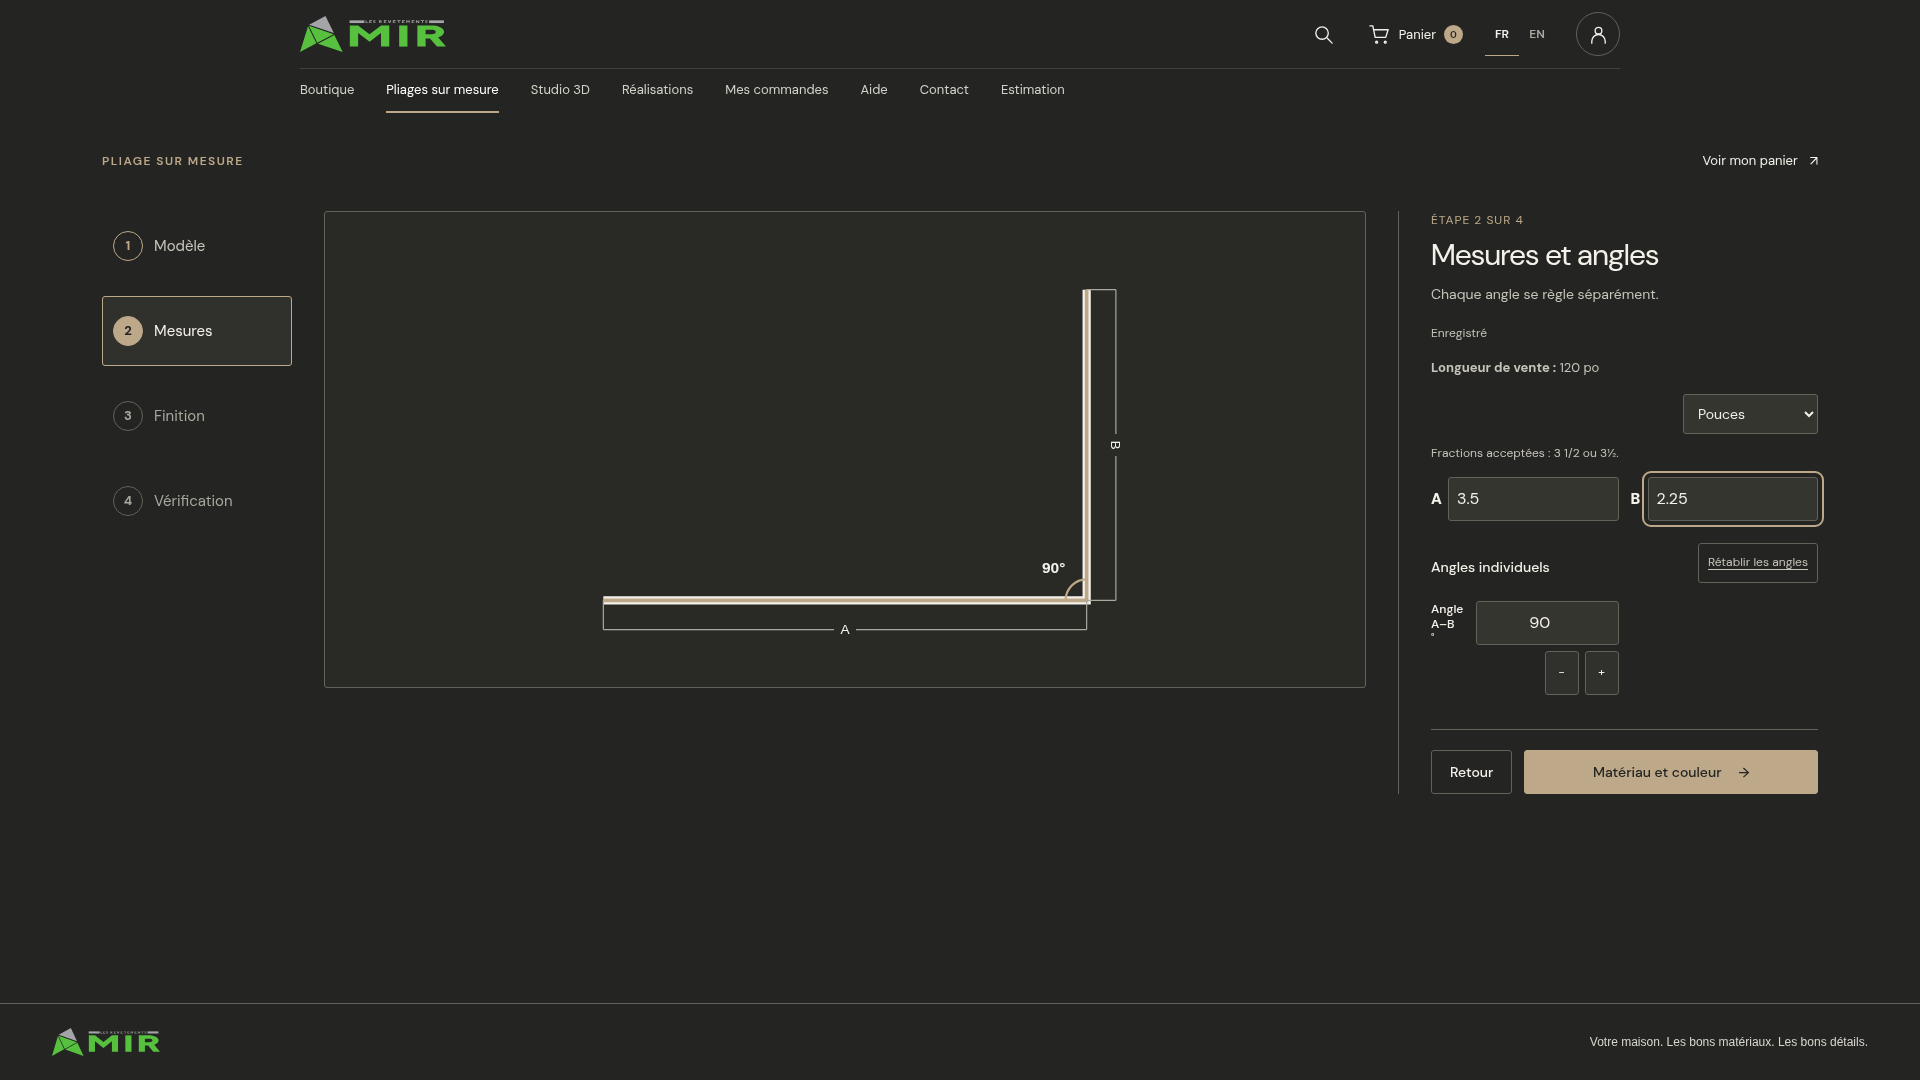 LES REVÊTEMENTS
MIR
Panier 0
FR
EN
Boutique
Pliages sur mesure
Studio 3D
Réalisations
Mes commandes
Aide
Contact
Estimation
PLIAGE SUR MESURE
Voir mon panier
1 Modèle
2 Mesures
3 Finition
4 Vérification
B
90°
A
ÉTAPE 2 SUR 4
Mesures et angles
Chaque angle se règle séparément.
Enregistré
Longueur de vente : 120 po
Pouces
Fractions acceptées : 3 1/2 ou 3½.
A 3.5
B 2.25
Angles individuels
Rétablir les angles
Angle
A–B
°
90
−
+
Retour
Matériau et couleur →
LES REVÊTEMENTS
MIR
Votre maison. Les bons matériaux. Les bons détails.